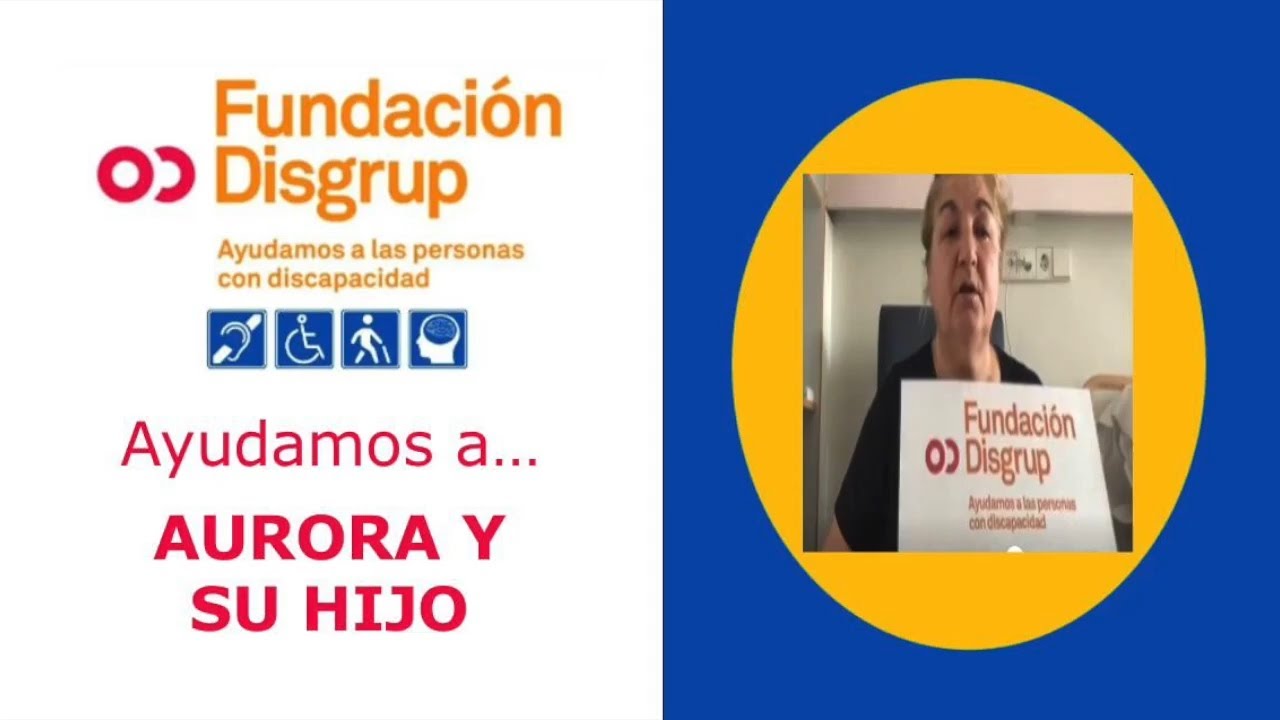 Fundación
Disgrup
Ayudamos a las personas
con discapacidad
Ayudamos a...
AURORA Y
SU HIJO
Fundación
Disgrup
Ayudamos a las personas
con discapacidad